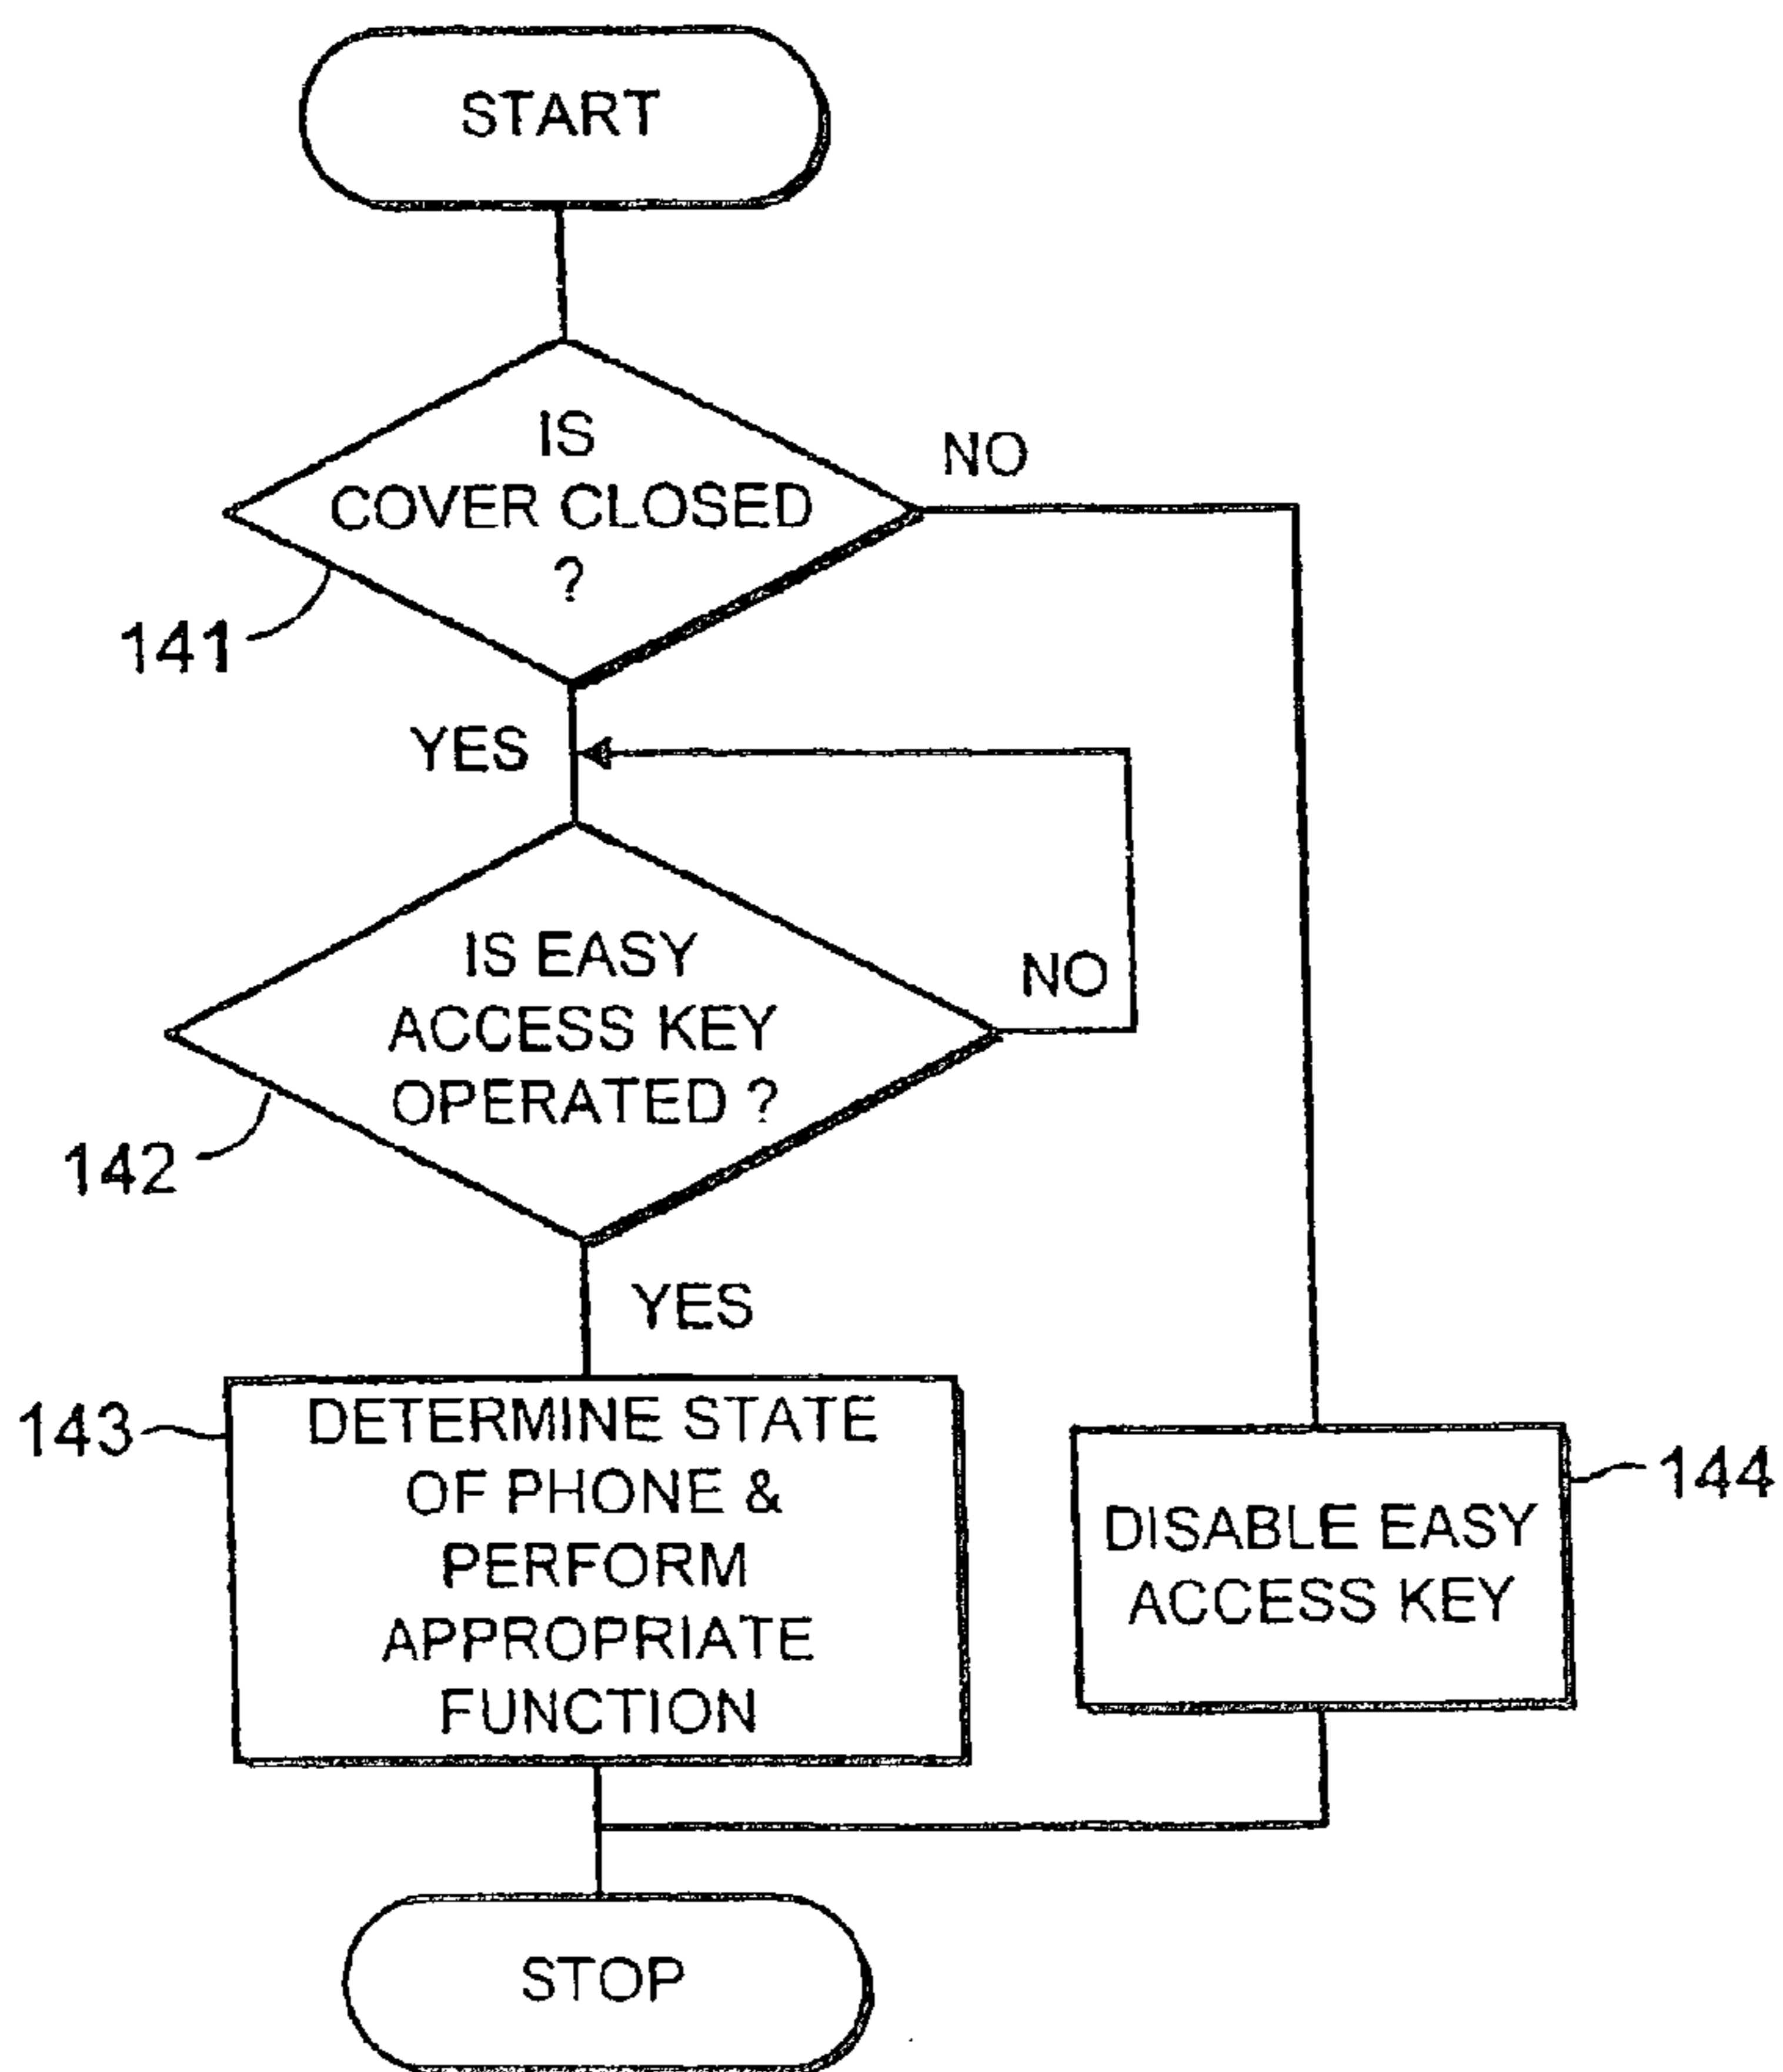 START
IS
COVER CLOSED
?
NO
141
YES
IS EASY
ACCESS KEY
OPERATED ?
NO
142
YES
143
DETERMINE STATE
OF PHONE &
PERFORM
APPROPRIATE
FUNCTION
144
DISABLE EASY
ACCESS KEY
STOP